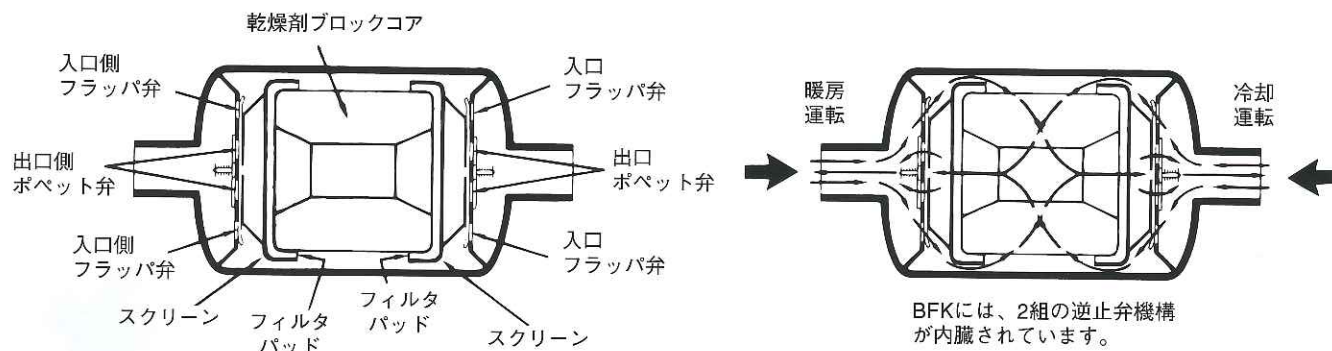 乾燥剤ブロックコア
入口側
フラッパ弁
入口
フラッパ弁
出口側
ポペット弁
出口
ポペット弁
入口側
フラッパ弁
入口
フラッパ弁
スクリーン
フィルタ
パッド
フィルタ
パッド
スクリーン
暖房
運転
冷却
運転
BFKには、2組の逆止弁機構
が内臓されています。